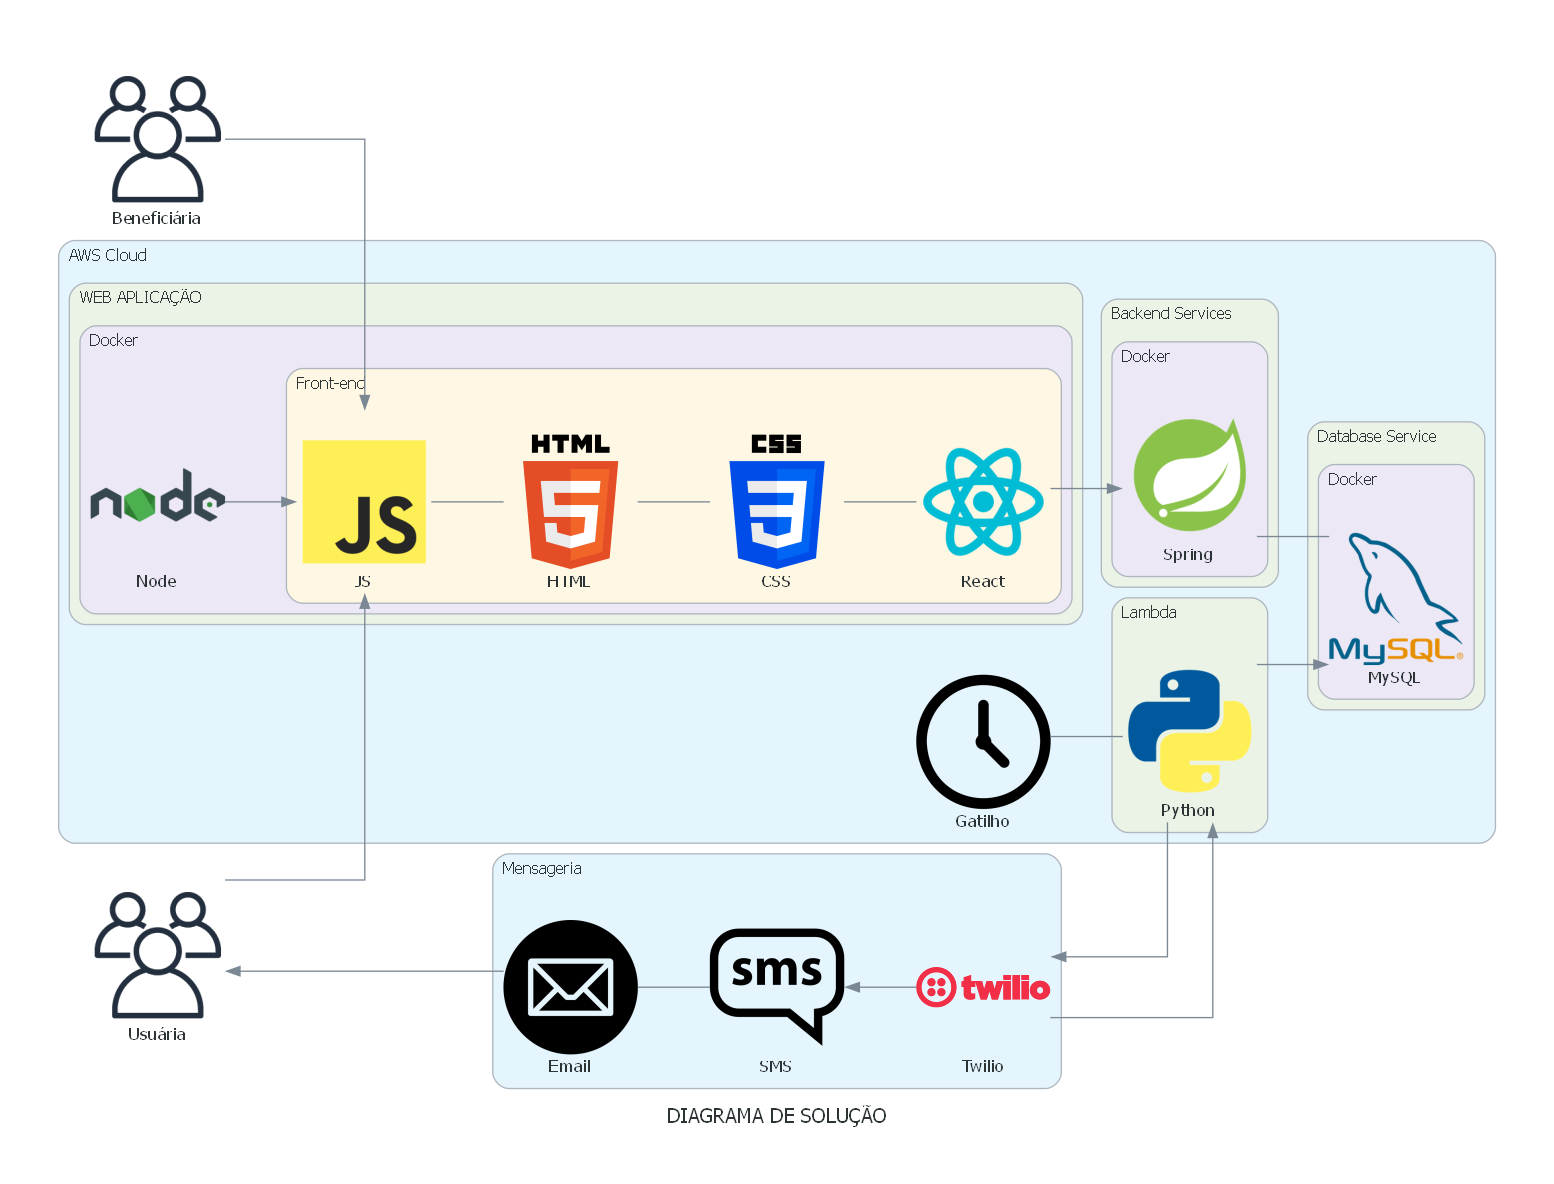 Beneficiária
AWS Cloud
WEB APLICAÇÃO
Docker
Front-end
node
Node
JS
JS
HTML
5
HTML
CSS
3
CSS
React
Backend Services
Docker
Spring
Database Service
Docker
MySQL®
MySQL
Lambda
Python
Gatilho
Mensageria
Email
sms
SMS
twilio
Twilio
Usuária
DIAGRAMA DE SOLUÇÃO